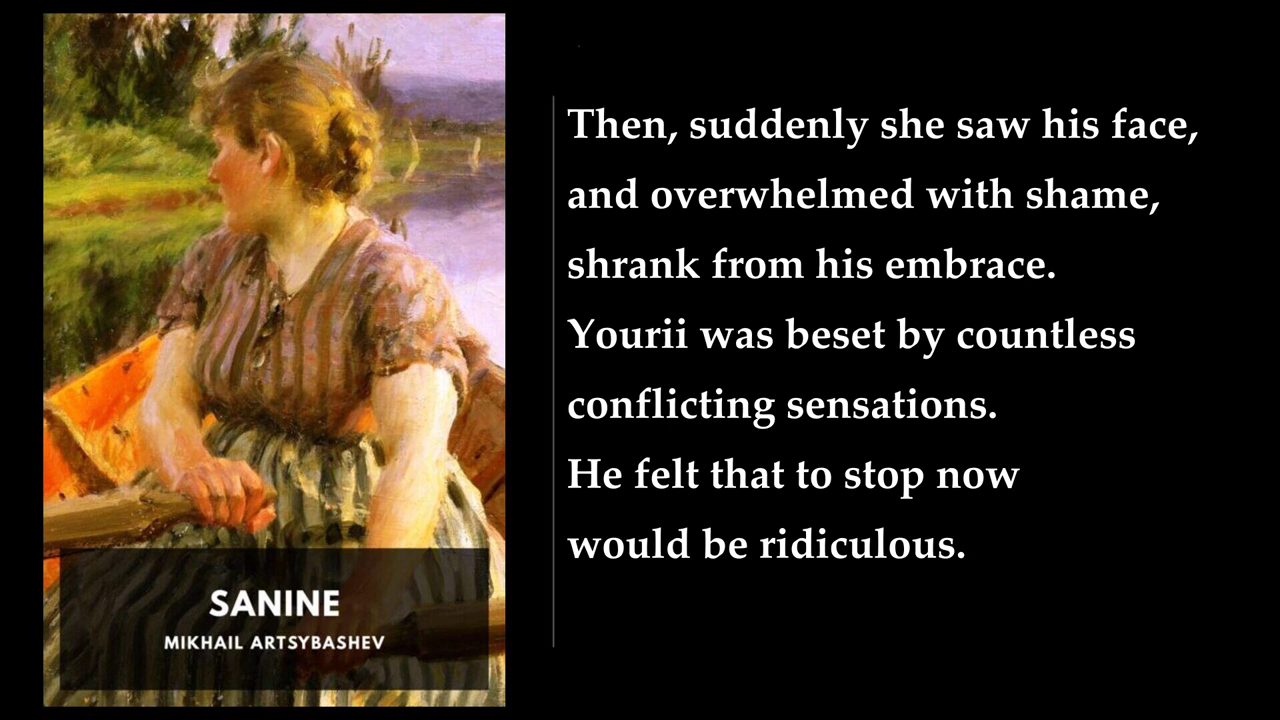 SANINE
MIKHAIL ARTSYBASHEV
Then, suddenly she saw his face,
and overwhelmed with shame,
shrank from his embrace.
Yourii was beset by countless
conflicting sensations.
He felt that to stop now
would be ridiculous.